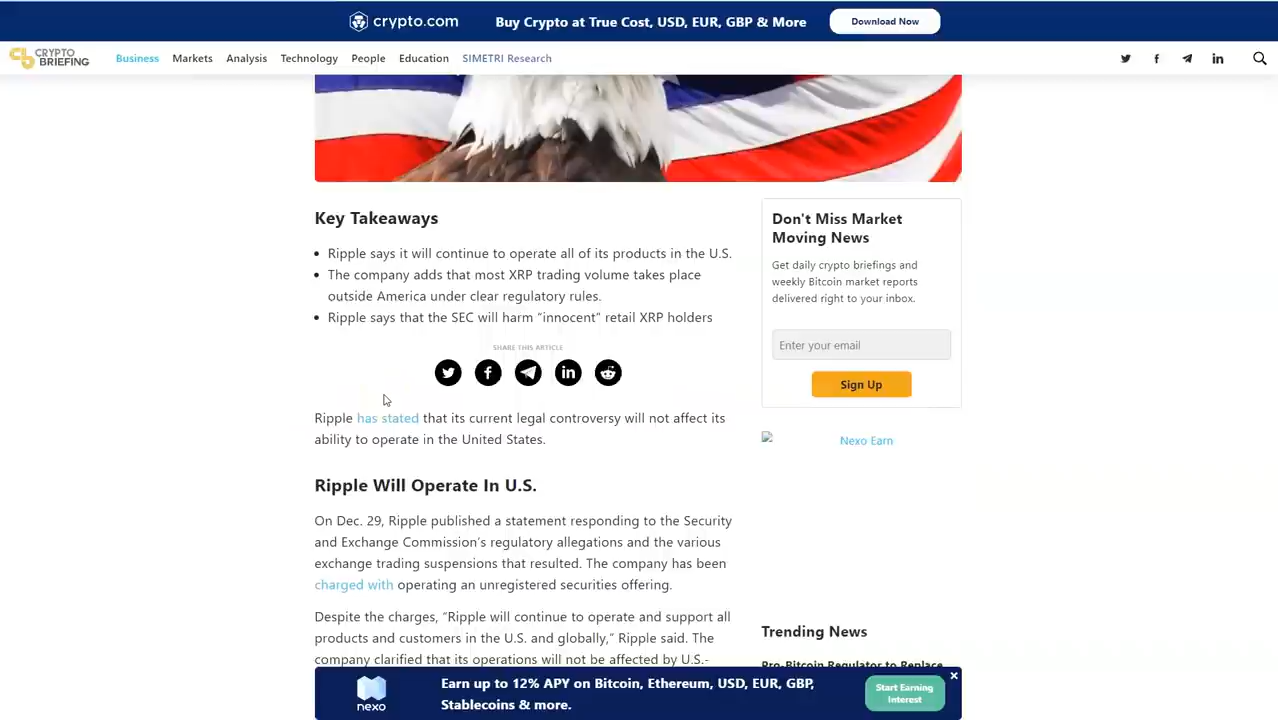 crypto.com
Buy Crypto at True Cost, USD, EUR, GBP & More
Download Now
CRYPTO
BRIEFING
Business
Markets
Analysis
Technology
People
Education
SIMETRI Research
Key Takeaways
Ripple says it will continue to operate all of its products in the U.S.
The company adds that most XRP trading volume takes place
outside America under clear regulatory rules.
Ripple says that the SEC will harm "innocent" retail XRP holders
SHARE THIS ARTICLE
Ripple has stated that its current legal controversy will not affect its
ability to operate in the United States.
Ripple Will Operate In U.S.
On Dec. 29, Ripple published a statement responding to the Security
and Exchange Commission's regulatory allegations and the various
exchange trading suspensions that resulted. The company has been
charged with operating an unregistered securities offering.
Despite the charges, "Ripple will continue to operate and support all
products and customers in the U.S. and globally," Ripple said. The
company clarified that its operations will not be affected by U.S.-
Don't Miss Market
Moving News
Get daily crypto briefings and
weekly Bitcoin market reports
delivered right to your inbox.
Enter your email
Sign Up
Nexo Earn
Trending News
Pro-Bitcoin Regulator to Replace
nexo
Earn up to 12% APY on Bitcoin, Ethereum, USD, EUR, GBP,
Stablecoins & more.
Start Earning
Interest